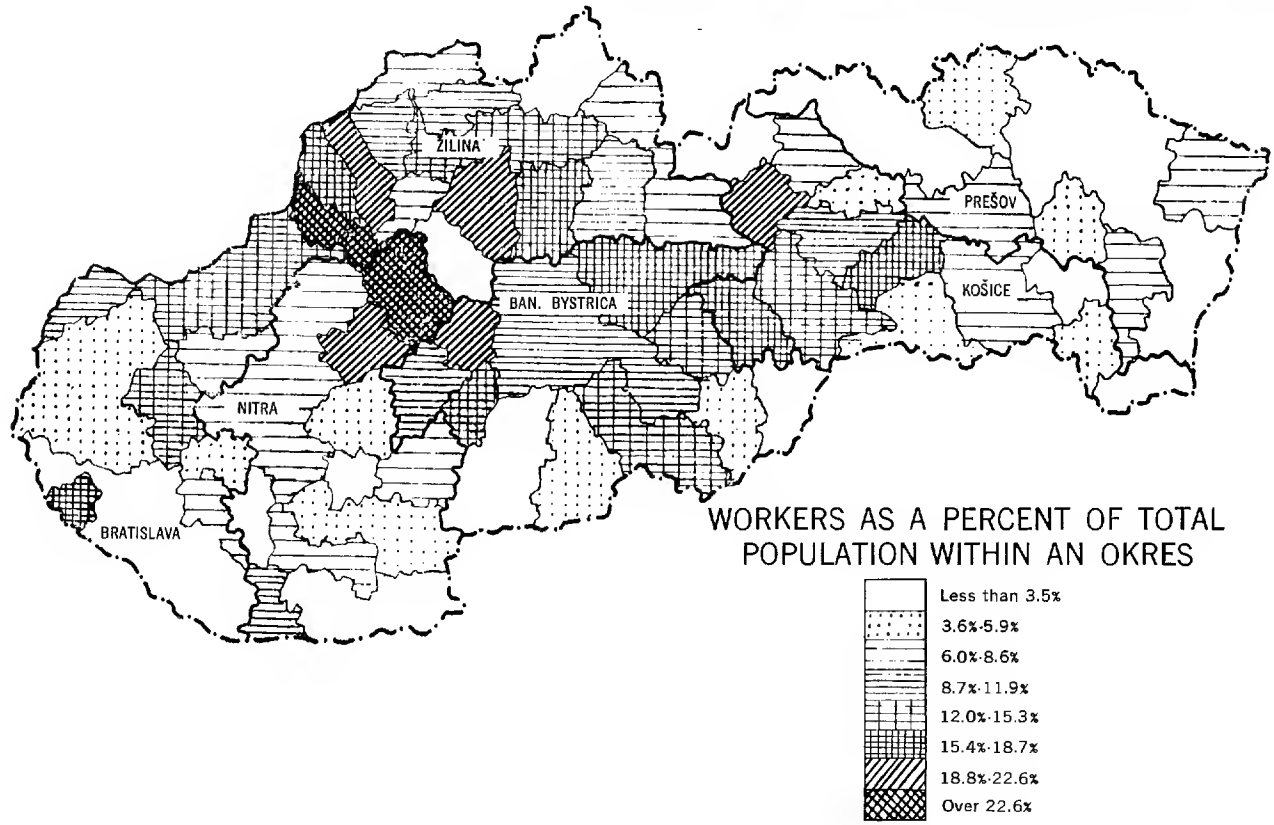 ŽILINA
PREŠOV
KOŠICE
BAN. BYSTRICA
NITRA
BRATISLAVA
WORKERS AS A PERCENT OF TOTAL
POPULATION WITHIN AN OKRES
Less than 3.5%
3.6%-5.9%
6.0%-8.6%
8.7%-11.9%
12.0%-15.3%
15.4%-18.7%
18.8%-22.6%
Over 22.6%